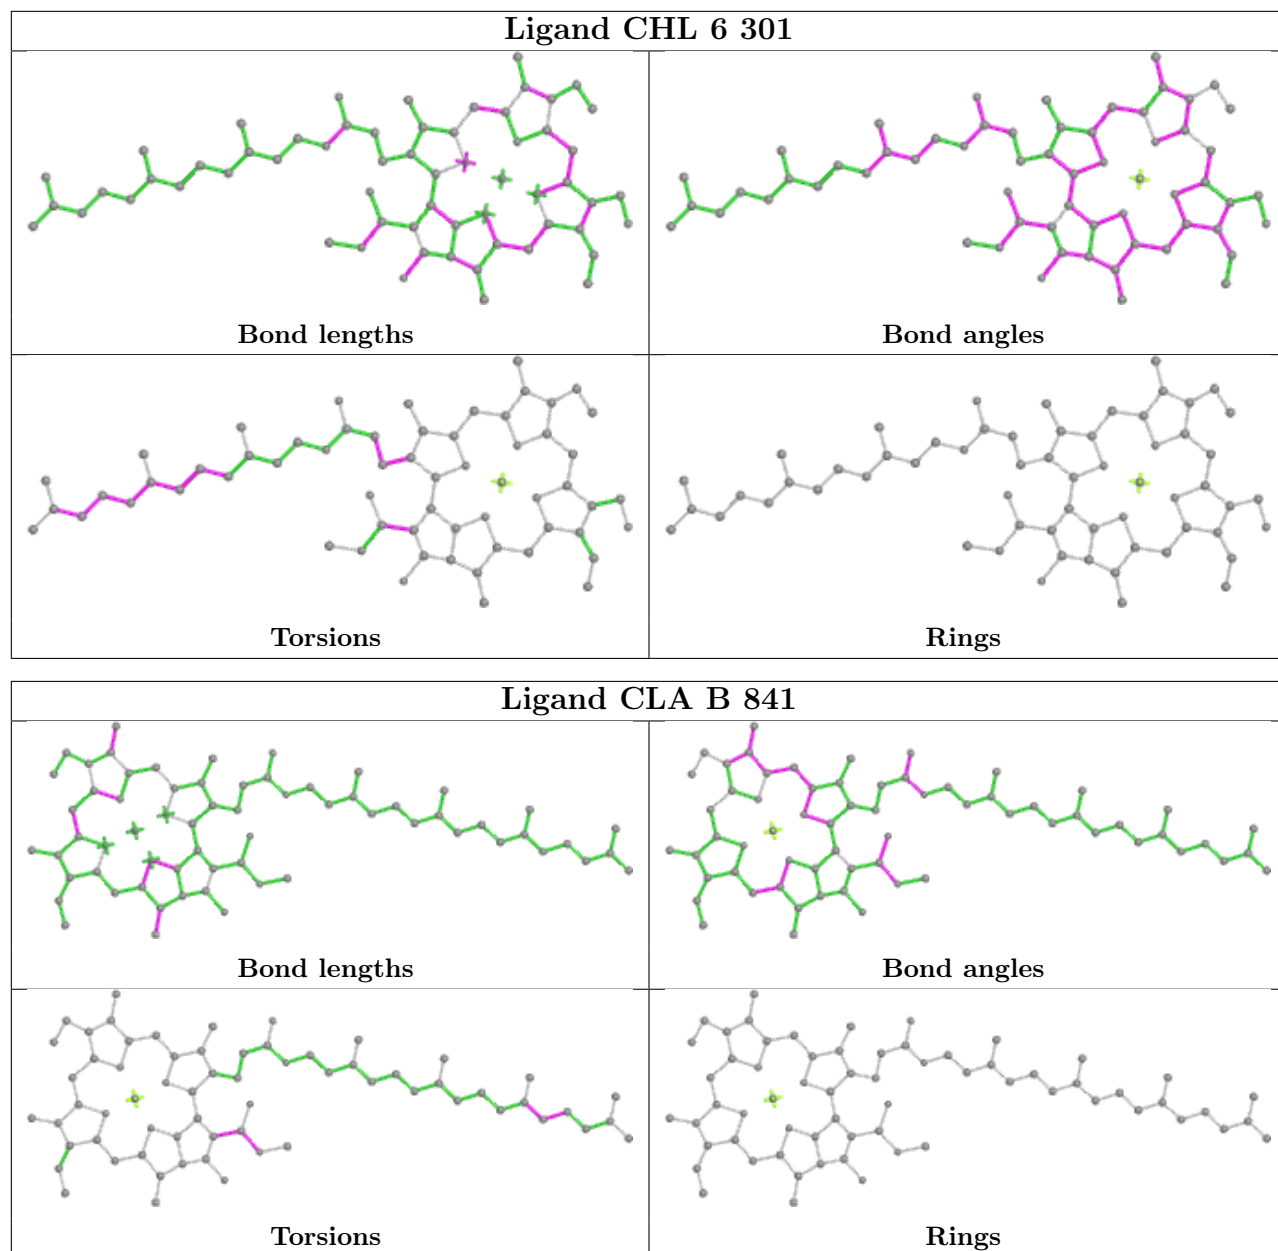 Ligand CHL 6 301
Bond lengths
Bond angles
Torsions
Rings
Ligand CLA B 841
Bond lengths
Bond angles
Torsions
Rings